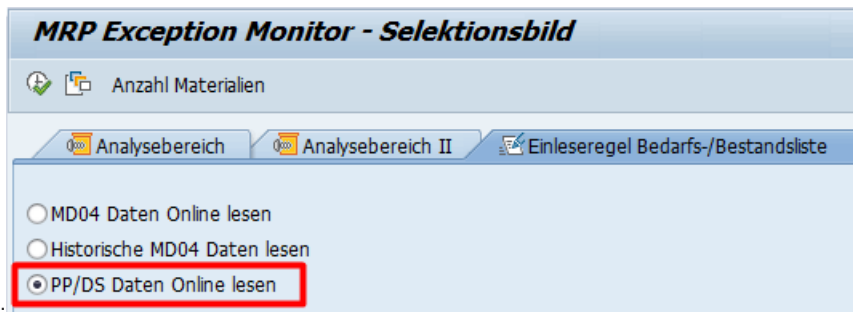 MRP Exception Monitor - Selektionsbild
Anzahl Materialien
Analysebereich Analysebereich II Einleseregel Bedarfs-/Bestandsliste
MD04 Daten Online lesen
Historische MD04 Daten lesen
PP/DS Daten Online lesen